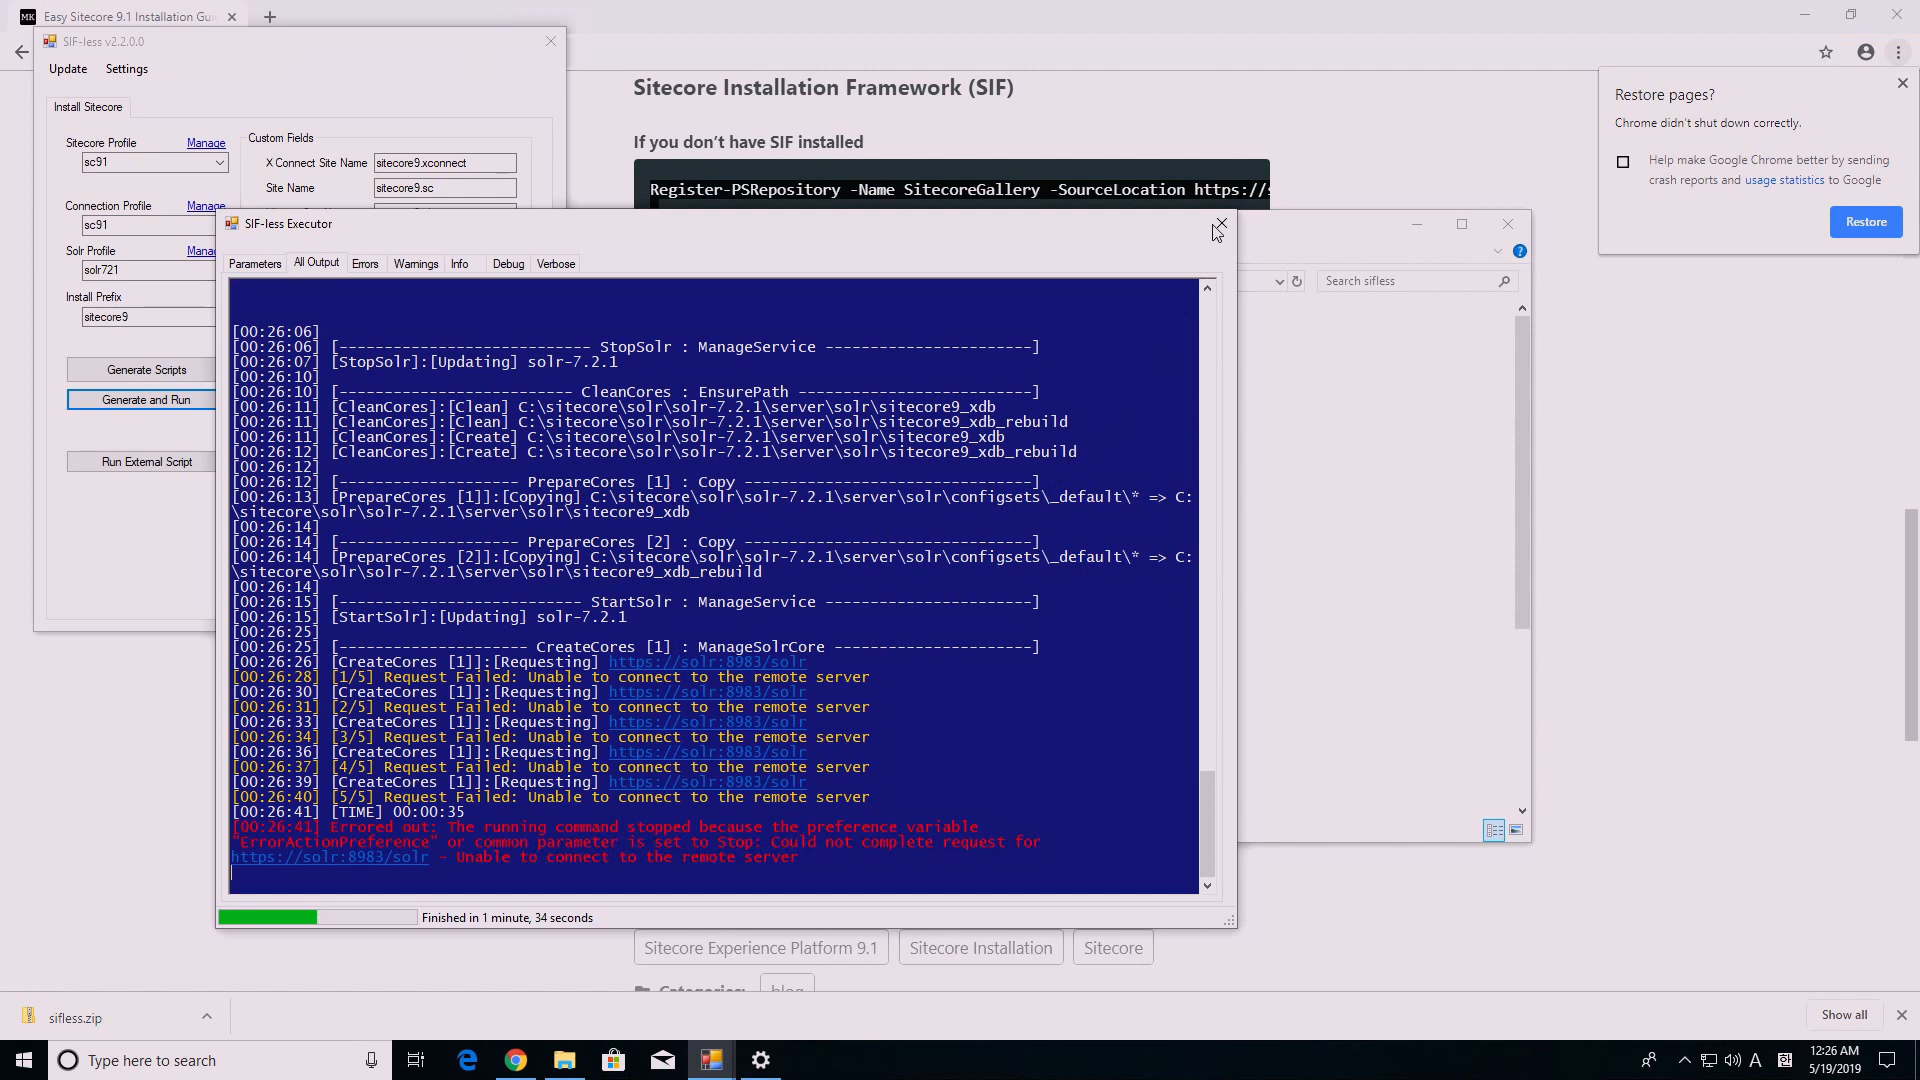 Easy Sitecore 9.1 Installation Gu
SIF-less v2.2.0.0
Update Settings
Install Sitecore
Sitecore Profile Manage
sc91
Connection Profile Manage
sc91
Solr Profile Mana
solr721
Install Prefix
sitecore9
Generate Scripts
Generate and Run
Run External Script
Custom Fields
X Connect Site Name sitecore9.xconnect
Site Name sitecore9.sc
Sitecore Installation Framework (SIF)
If you don’t have SIF installed
Register-PSRepository -Name SitecoreGallery -SourceLocation https://s
Restore pages?
Chrome didn't shut down correctly.
Help make Google Chrome better by sending
crash reports and usage statistics to Google
Restore
Search sifless
SIF-less Executor
Parameters All Output Errors Warnings Info Debug Verbose
[00:26:06]
[00:26:06] [---------------------------- StopSolr : ManageService -----------------------]
[00:26:07] [StopSolr]:[Updating] solr-7.2.1
[00:26:10]
[00:26:10] [-------------------------- CleanCores : EnsurePath --------------------------]
[00:26:11] [CleanCores]:[Clean] C:\sitecore\solr\solr-7.2.1\server\solr\sitecore9_xdb
[00:26:11] [CleanCores]:[Clean] C:\sitecore\solr\solr-7.2.1\server\solr\sitecore9_xdb_rebuild
[00:26:11] [CleanCores]:[Create] C:\sitecore\solr\solr-7.2.1\server\solr\sitecore9_xdb
[00:26:12] [CleanCores]:[Create] C:\sitecore\solr\solr-7.2.1\server\solr\sitecore9_xdb_rebuild
[00:26:12]
[00:26:12] [-------------------- PrepareCores [1] : Copy --------------------------------]
[00:26:13] [PrepareCores [1]]:[Copying] C:\sitecore\solr\solr-7.2.1\server\solr\configsets\_default\* => C:
\sitecore\solr\solr-7.2.1\server\solr\sitecore9_xdb
[00:26:14]
[00:26:14] [-------------------- PrepareCores [2] : Copy --------------------------------]
[00:26:14] [PrepareCores [2]]:[Copying] C:\sitecore\solr\solr-7.2.1\server\solr\configsets\_default\* => C:
\sitecore\solr\solr-7.2.1\server\solr\sitecore9_xdb_rebuild
[00:26:14]
[00:26:15] [--------------------------- StartSolr : ManageService -----------------------]
[00:26:15] [StartSolr]:[Updating] solr-7.2.1
[00:26:25]
[00:26:25] [--------------------- CreateCores [1] : ManageSolrCore ----------------------]
[00:26:26] [CreateCores [1]]:[Requesting] https://solr:8983/solr
[00:26:28] [1/5] Request Failed: Unable to connect to the remote server
[00:26:30] [CreateCores [1]]:[Requesting] https://solr:8983/solr
[00:26:31] [2/5] Request Failed: Unable to connect to the remote server
[00:26:33] [CreateCores [1]]:[Requesting] https://solr:8983/solr
[00:26:34] [3/5] Request Failed: Unable to connect to the remote server
[00:26:36] [CreateCores [1]]:[Requesting] https://solr:8983/solr
[00:26:37] [4/5] Request Failed: Unable to connect to the remote server
[00:26:39] [CreateCores [1]]:[Requesting] https://solr:8983/solr
[00:26:40] [5/5] Request Failed: Unable to connect to the remote server
[00:26:41] [TIME] 00:00:35
[00:26:41] Errored out: The running command stopped because the preference variable
"ErrorActionPreference" or common parameter is set to Stop: Could not complete request for
https://solr:8983/solr - Unable to connect to the remote server
Finished in 1 minute, 34 seconds
Sitecore Experience Platform 9.1 Sitecore Installation Sitecore
Categories: blog
sifless.zip
Show all
Type here to search
A 한 12:26 AM
5/19/2019